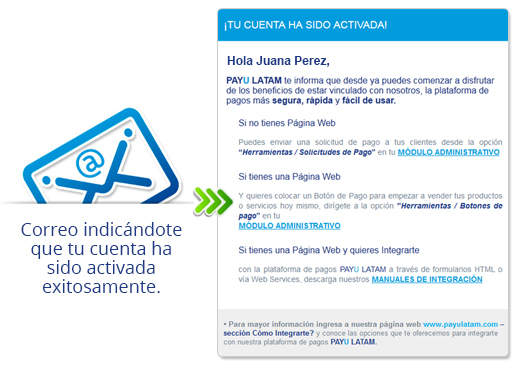 Correo indicándote
que tu cuenta ha
sido activada
exitosamente.
¡TU CUENTA HA SIDO ACTIVADA!
Hola Juana Perez,
PAYU LATAM te informa que desde ya puedes comenzar a disfrutar
de los beneficios de estar vinculado con nosotros, la plataforma de
pagos más segura, rápida y fácil de usar.
Si no tienes Página Web
Puedes enviar una solicitud de pago a tus clientes desde la opción
"Herramientas / Solicitudes de Pago" en tu MÓDULO ADMINISTRATIVO
Si tienes una Página Web
Y quieres colocar un Botón de Pago para empezar a vender tus productos
o servicios hoy mismo, dirígete a la opción "Herramientas / Botones de
pago" en tu
MÓDULO ADMINISTRATIVO
Si tienes una Página Web y quieres Integrarte
con la plataforma de pagos PAYU LATAM a través de formularios HTML o
vía Web Services, descarga nuestros MANUALES DE INTEGRACIÓN
• Para mayor información ingresa a nuestra página web www.payulatam.com –
sección Cómo Integrarte? y conoce las opciones que te oferecemos para integrarte
con nuestra plataforma de pagos PAYU LATAM.